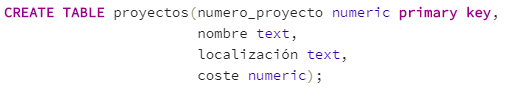 CREATE TABLE proyectos(numero_proyecto numeric primary key,
nombre text,
localización text,
coste numeric);